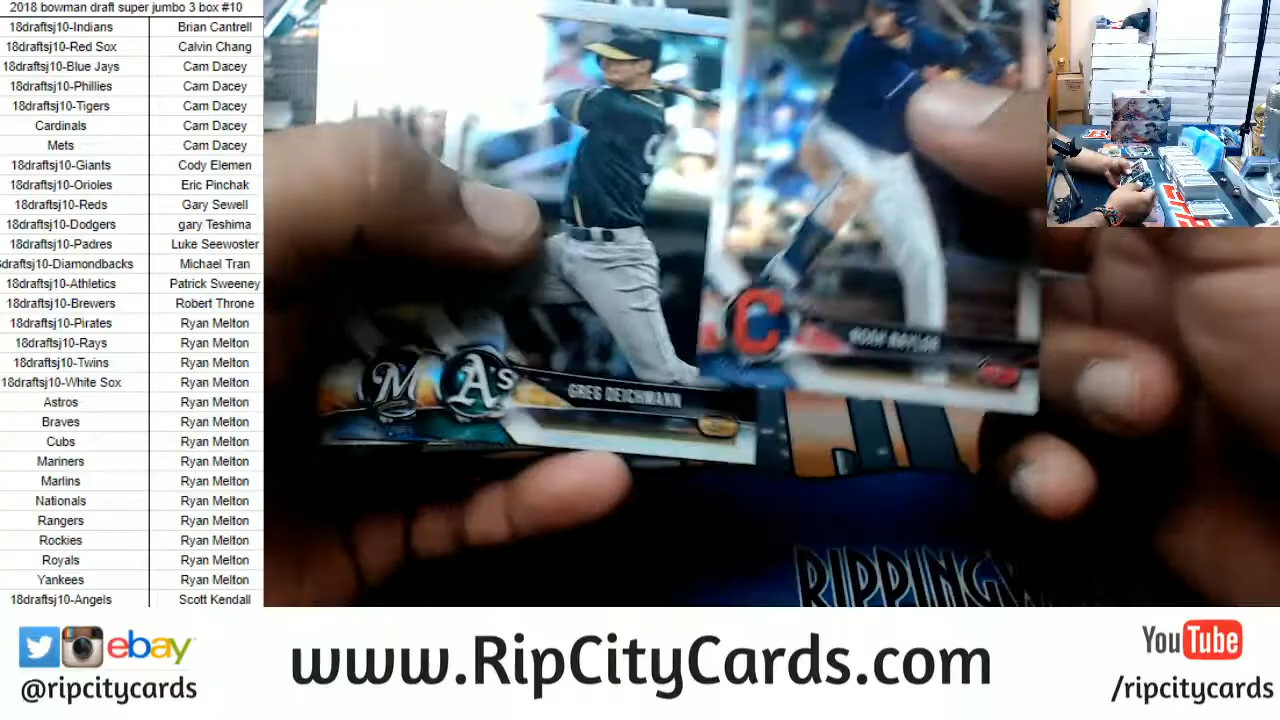 2018 bowman draft super jumbo 3 box #10
18draftsj10-Indians Brian Cantrell
18draftsj10-Red Sox Calvin Chang
18draftsj10-Blue Jays Cam Dacey
18draftsj10-Phillies Cam Dacey
18draftsj10-Tigers Cam Dacey
Cardinals Cam Dacey
Mets Cam Dacey
18draftsj10-Giants Cody Elemen
18draftsj10-Orioles Eric Pinchak
18draftsj10-Reds Gary Sewell
18draftsj10-Dodgers gary Teshima
18draftsj10-Padres Luke Seewoster
draftsj10-Diamondbacks Michael Tran
18draftsj10-Athletics Patrick Sweeney
18draftsj10-Brewers Robert Throne
18draftsj10-Pirates Ryan Melton
18draftsj10-Rays Ryan Melton
18draftsj10-Twins Ryan Melton
18draftsj10-White Sox Ryan Melton
Astros Ryan Melton
Braves Ryan Melton
Cubs Ryan Melton
Mariners Ryan Melton
Marlins Ryan Melton
Nationals Ryan Melton
Rangers Ryan Melton
Rockies Ryan Melton
Royals Ryan Melton
Yankees Ryan Melton
18draftsj10-Angels Scott Kendall
C
M A's GREG DEICHMANN
RIPPING
ebay
@ripcitycards
www.RipCityCards.com
YouTube
/ripcitycards